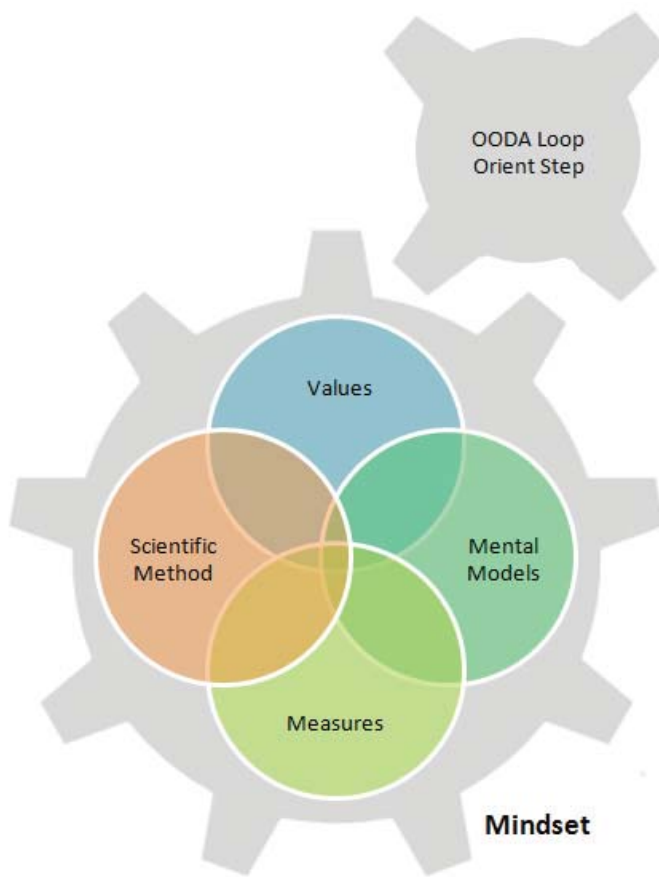 OODA Loop
Orient Step
Values
Scientific
Method
Mental
Models
Measures
Mindset